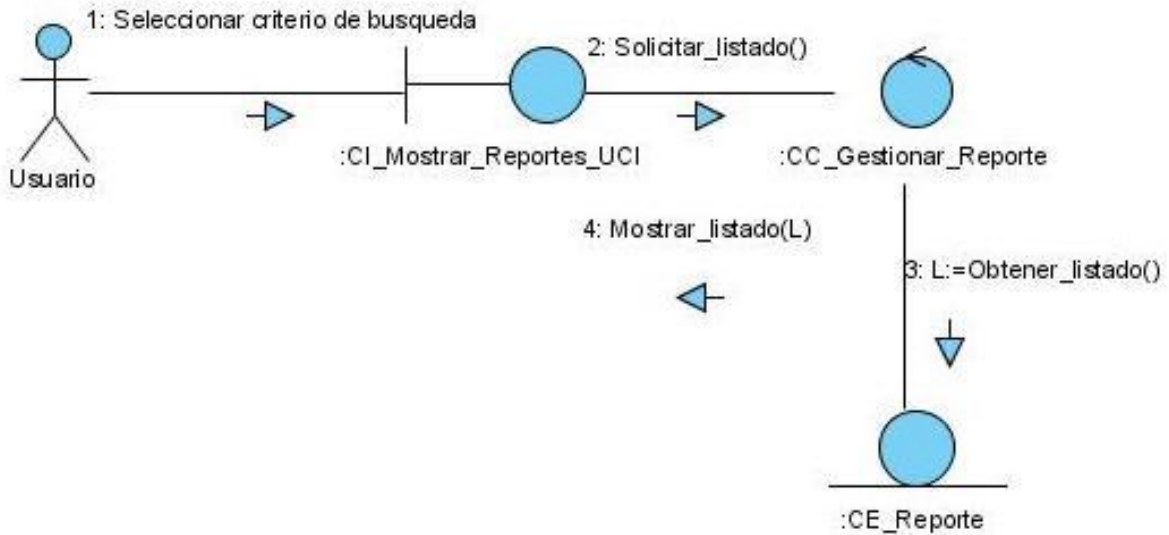 1: Seleccionar criterio de busqueda
2: Solicitar_listado()
Usuario
:CI_Mostrar_Reportes_UCI
:CC_Gestionar_Reporte
4: Mostrar_listado(L)
3: L:=Obtener_listado()
:CE_Reporte